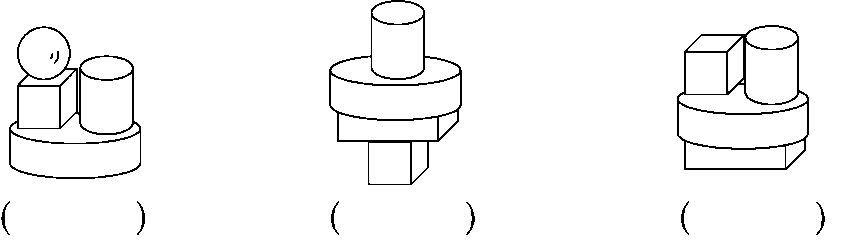 (　　　) (　　　) (　　　)